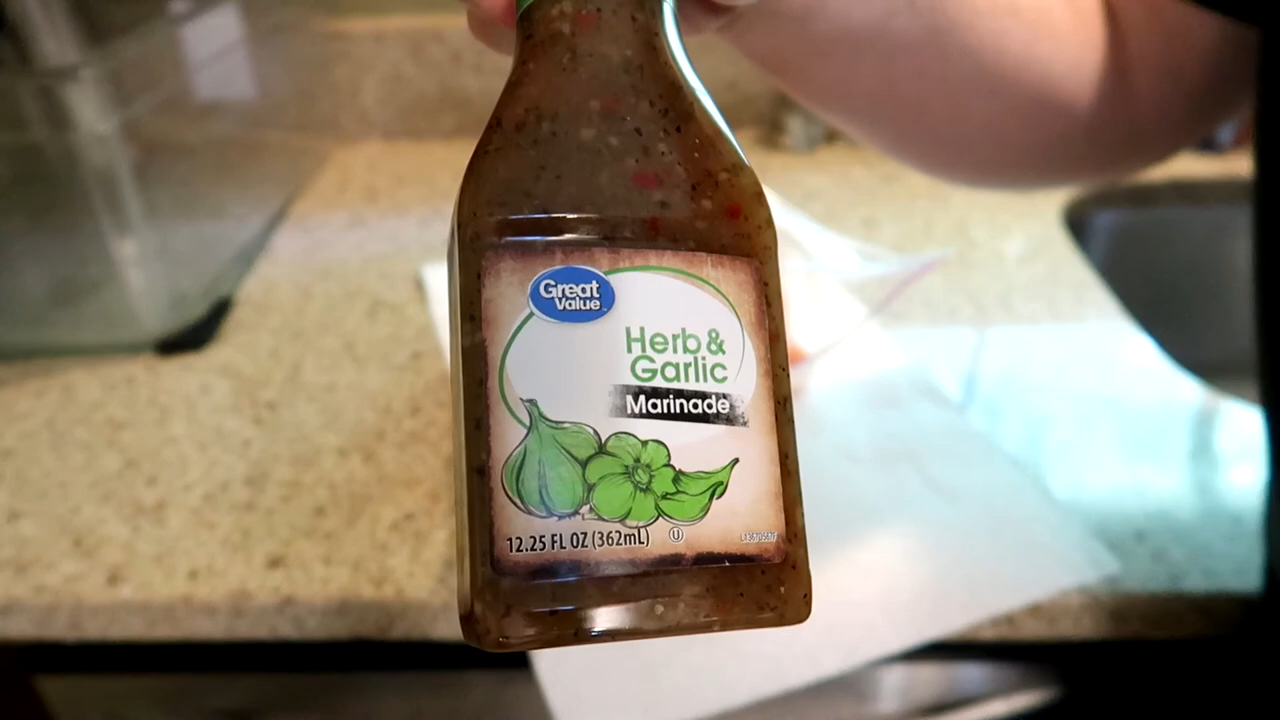 Great
Value
Herb &
Garlic
Marinade
12.25 FL OZ (362mL)
U